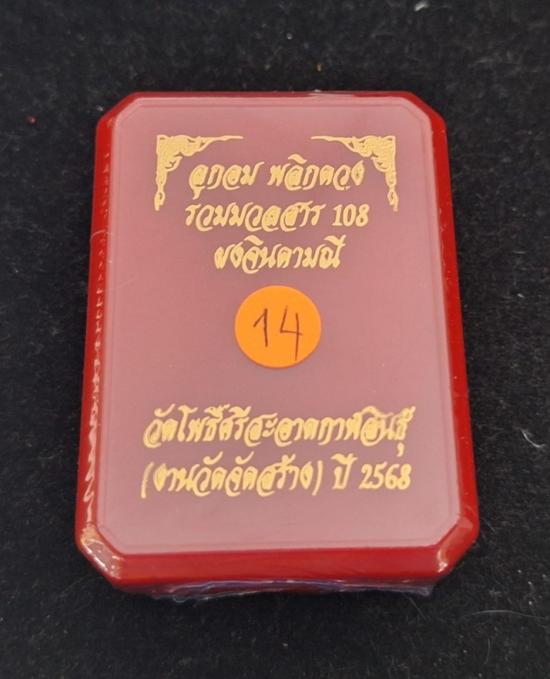 ลูกอม พลิกดวง
รวมมวลสาร 108
ผงจินดามณี
14
วัดโพธิ์ศรีสะอาดกาฬสินธุ์
(งานวัดจัดสร้าง) ปี 2568